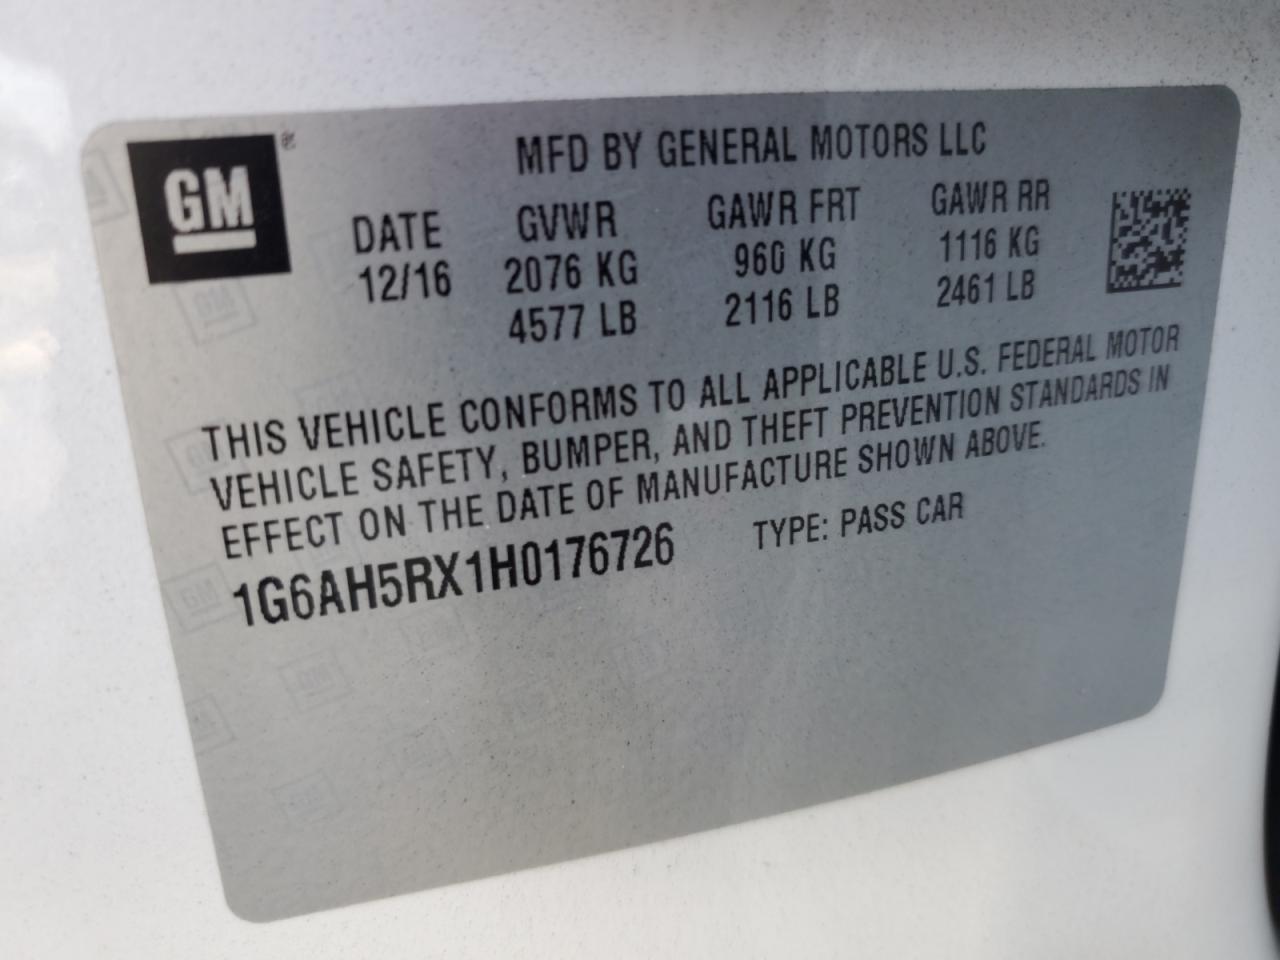 GM
MFD BY GENERAL MOTORS LLC
DATE GVWR GAWR FRT GAWR RR
12/16 2076 KG 960 KG 1116 KG
4577 LB 2116 LB 2461 LB
THIS VEHICLE CONFORMS TO ALL APPLICABLE U.S. FEDERAL MOTOR
VEHICLE SAFETY, BUMPER, AND THEFT PREVENTION STANDARDS IN
EFFECT ON THE DATE OF MANUFACTURE SHOWN ABOVE.
1G6AH5RX1H0176726 TYPE: PASS CAR